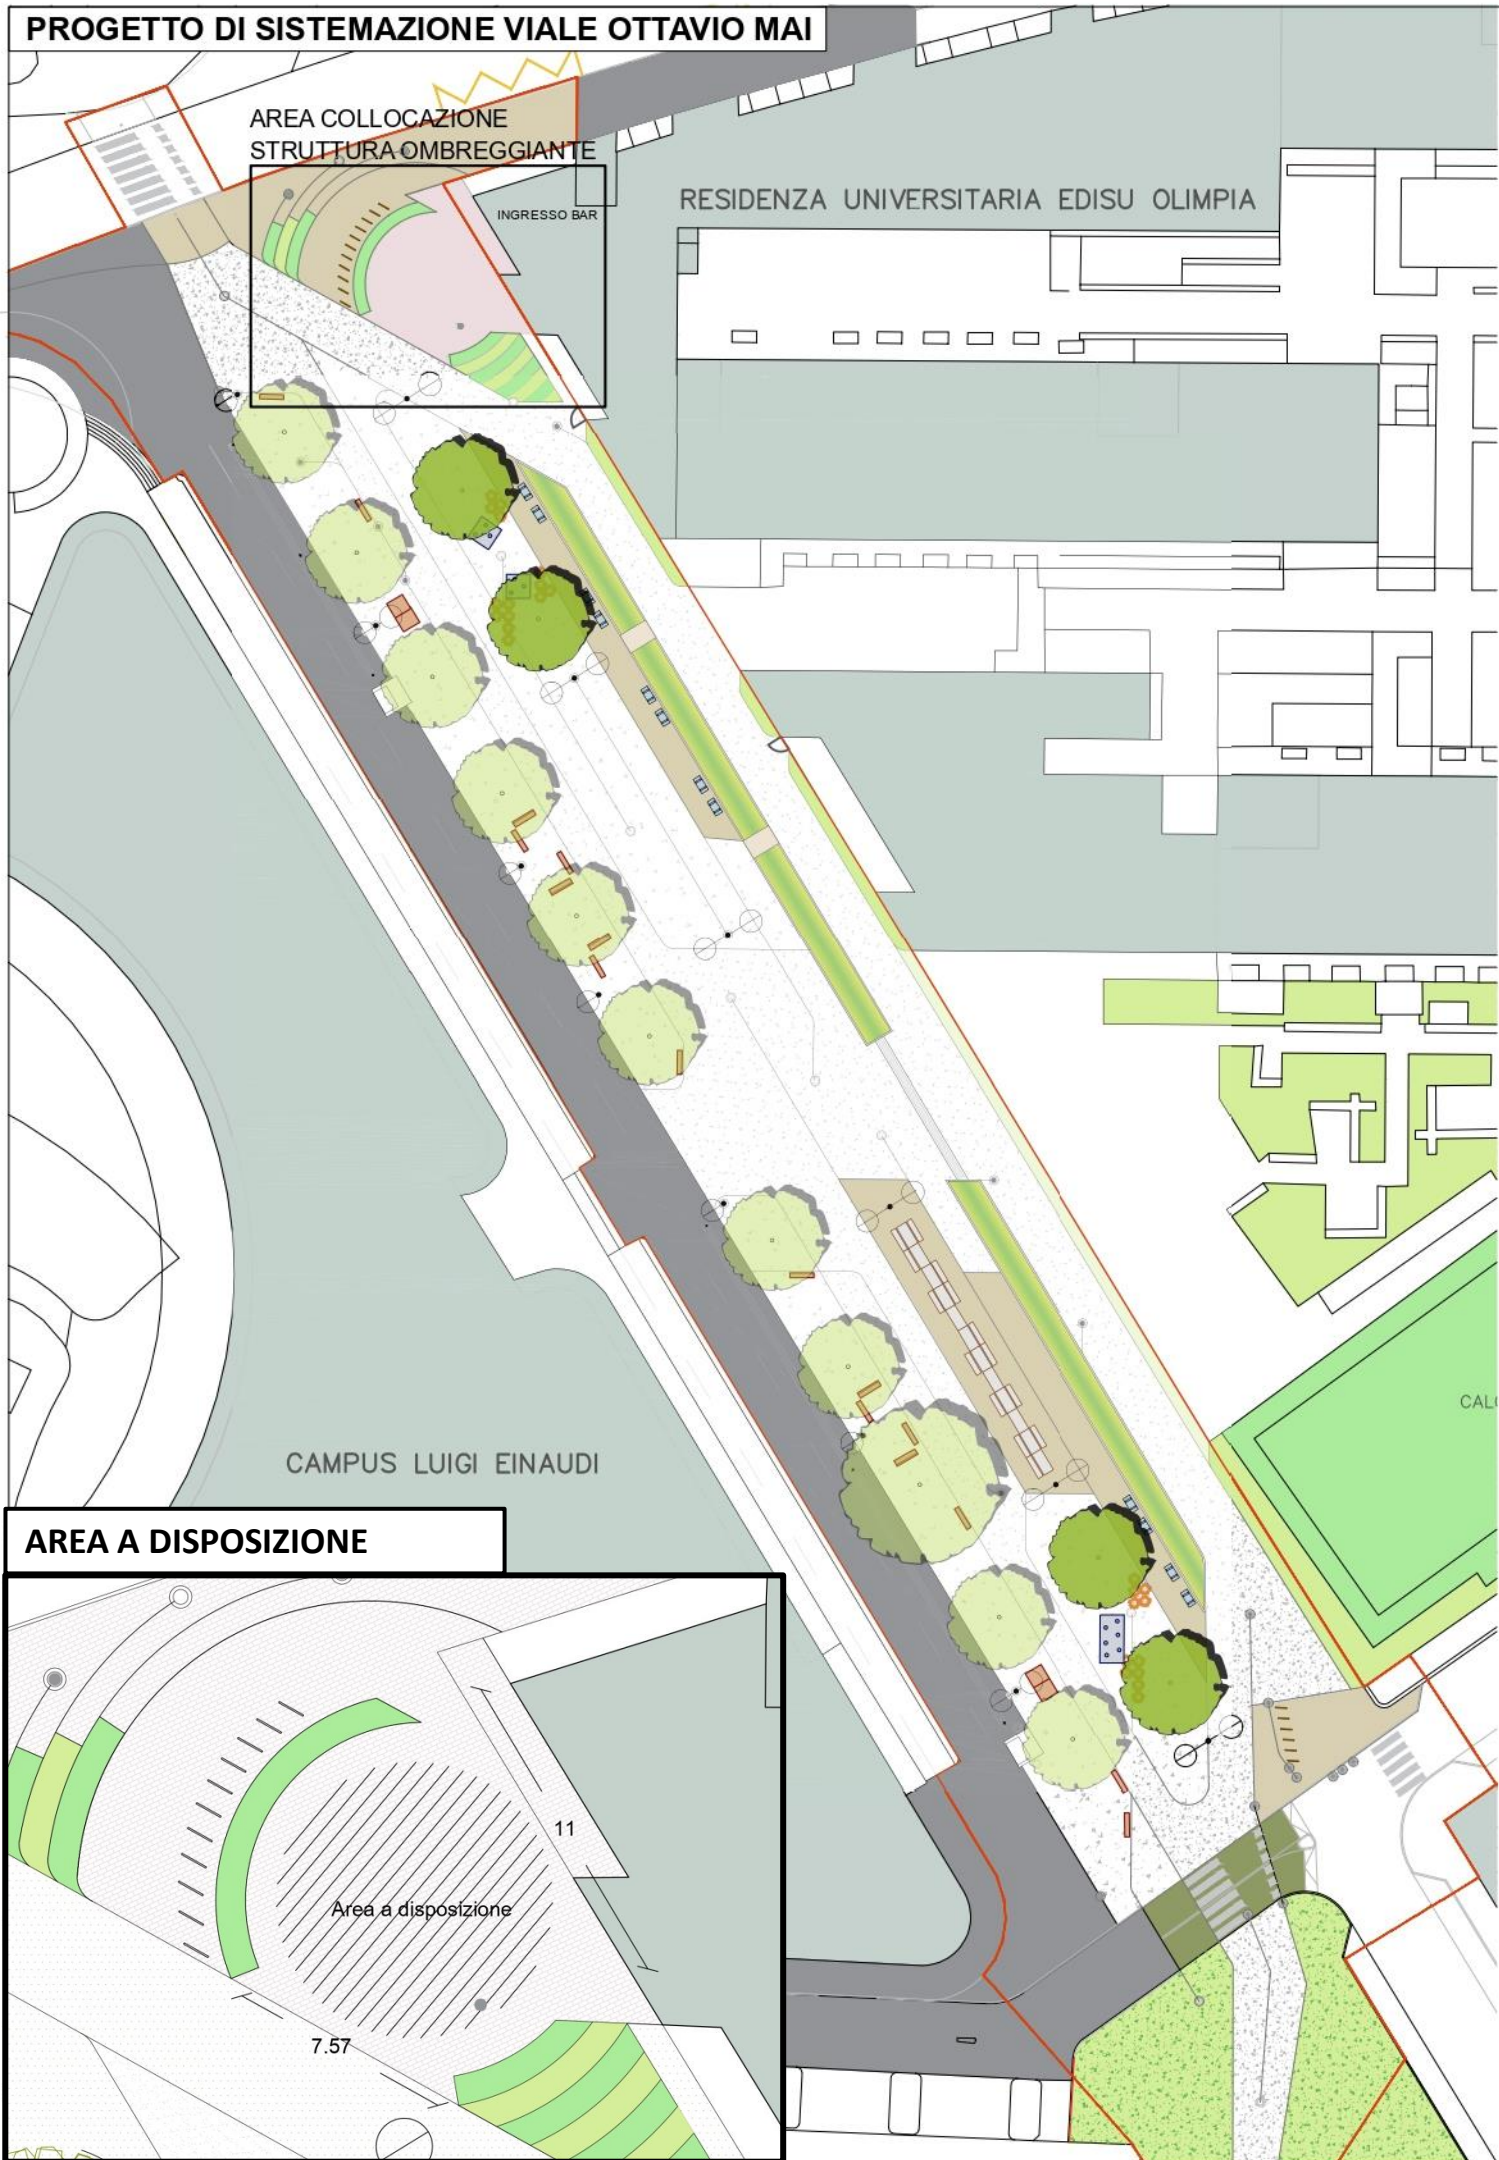 PROGETTO DI SISTEMAZIONE VIALE OTTAVIO MAI
AREA COLLOCAZIONE
STRUTTURA OMBREGGIANTE
INGRESSO BAR
RESIDENZA UNIVERSITARIA EDISU OLIMPIA
CALC
CAMPUS LUIGI EINAUDI
AREA A DISPOSIZIONE
11
Area a disposizione
7.57